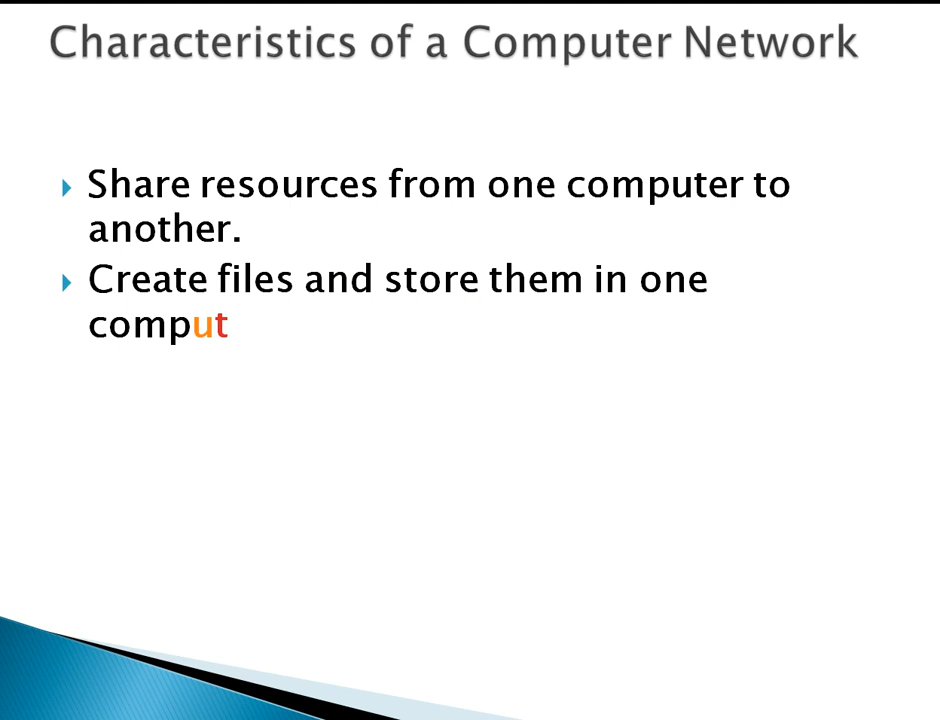 Characteristics of a Computer Network
Share resources from one computer to
another.
Create files and store them in one
comput